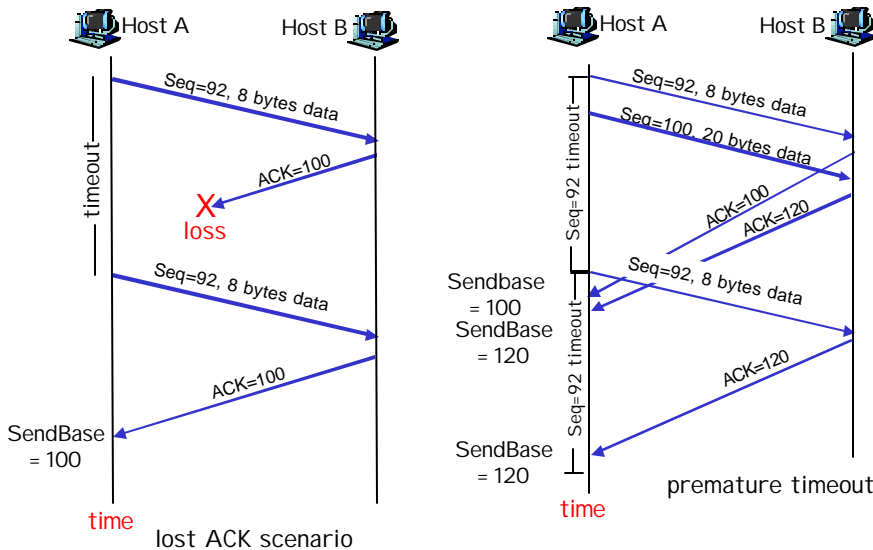 Host A
Host B
Seq=92, 8 bytes data
ACK=100
timeout
X
loss
Seq=92, 8 bytes data
ACK=100
SendBase
= 100
time
lost ACK scenario
Host A
Host B
Seq=92, 8 bytes data
Seq=100, 20 bytes data
Seq=92 timeout
ACK=100
ACK=120
Seq=92, 8 bytes data
Sendbase
= 100
SendBase
= 120
Seq=92 timeout
ACK=120
SendBase
= 120
time
premature timeout